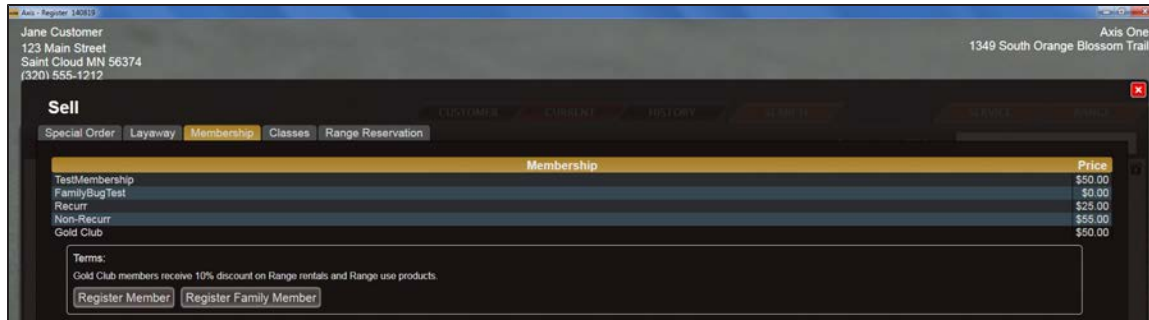 Axis - Register 140819
Jane Customer
123 Main Street
Saint Cloud MN 56374
(320) 555-1212
Axis One
1349 South Orange Blossom Trail
Sell
CUSTOMER CURRENT HISTORY SEARCH SERVICE RANGE
Special Order Layaway Membership Classes Range Reservation
Membership Price
TestMembership $50.00
FamilyBugTest $0.00
Recurr $25.00
Non-Recurr $55.00
Gold Club $50.00
Terms:
Gold Club members receive 10% discount on Range rentals and Range use products.
Register Member Register Family Member